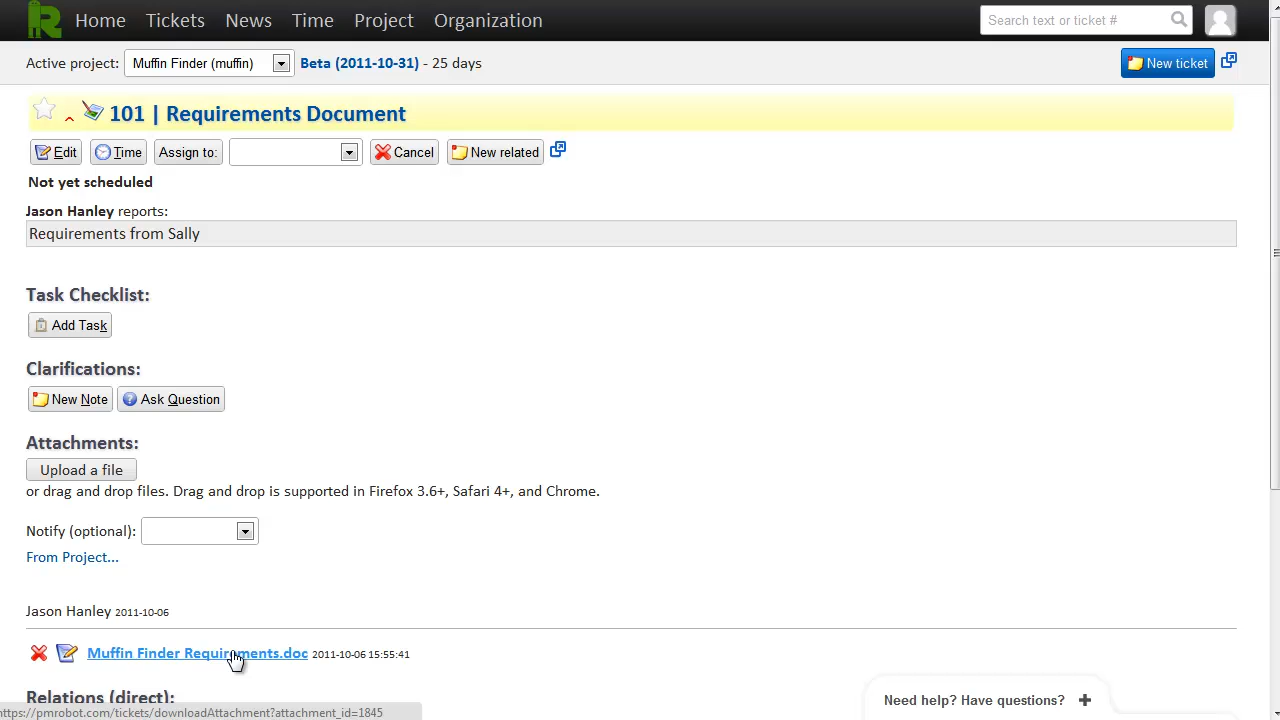 Home Tickets News Time Project Organization Search text or ticket #
Active project: Muffin Finder (muffin) Beta (2011-10-31) - 25 days New ticket
101 | Requirements Document
Edit Time Assign to: Cancel New related
Not yet scheduled
Jason Hanley reports:
Requirements from Sally
Task Checklist:
Add Task
Clarifications:
New Note Ask Question
Attachments:
Upload a file
or drag and drop files. Drag and drop is supported in Firefox 3.6+, Safari 4+, and Chrome.
Notify (optional):
From Project...
Jason Hanley 2011-10-06
Muffin Finder Requirements.doc 2011-10-06 15:55:41
Relations (direct):
Need help? Have questions? +
https://pmrobot.com/tickets/downloadAttachment?attachment_id=1845